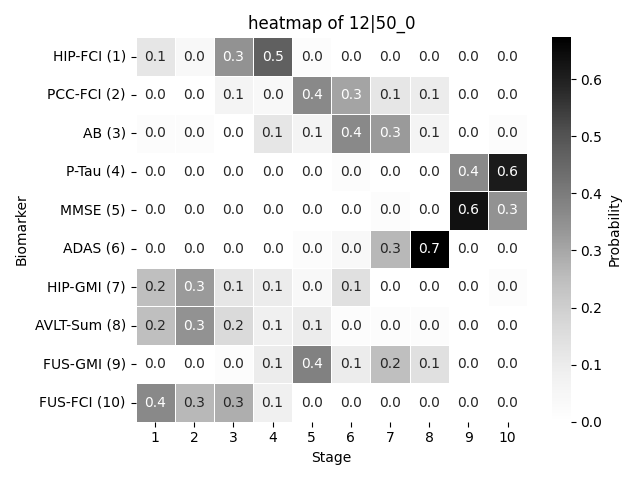 heatmap of 12|50_0
HIP-FCI (1) 0.1 0.0 0.3 0.5 0.0 0.0 0.0 0.0 0.0 0.0
PCC-FCI (2) 0.0 0.0 0.1 0.0 0.4 0.3 0.1 0.1 0.0 0.0
AB (3) 0.0 0.0 0.0 0.1 0.1 0.4 0.3 0.1 0.0 0.0
P-Tau (4) 0.0 0.0 0.0 0.0 0.0 0.0 0.0 0.0 0.4 0.6
MMSE (5) 0.0 0.0 0.0 0.0 0.0 0.0 0.0 0.0 0.6 0.3
ADAS (6) 0.0 0.0 0.0 0.0 0.0 0.0 0.3 0.7 0.0 0.0
HIP-GMI (7) 0.2 0.3 0.1 0.1 0.0 0.1 0.0 0.0 0.0 0.0
AVLT-Sum (8) 0.2 0.3 0.2 0.1 0.1 0.0 0.0 0.0 0.0 0.0
FUS-GMI (9) 0.0 0.0 0.0 0.1 0.4 0.1 0.2 0.1 0.0 0.0
FUS-FCI (10) 0.4 0.3 0.3 0.1 0.0 0.0 0.0 0.0 0.0 0.0
1 2 3 4 5 6 7 8 9 10
Stage
Biomarker
0.6
0.5
0.4
0.3
0.2
0.1
0.0
Probability